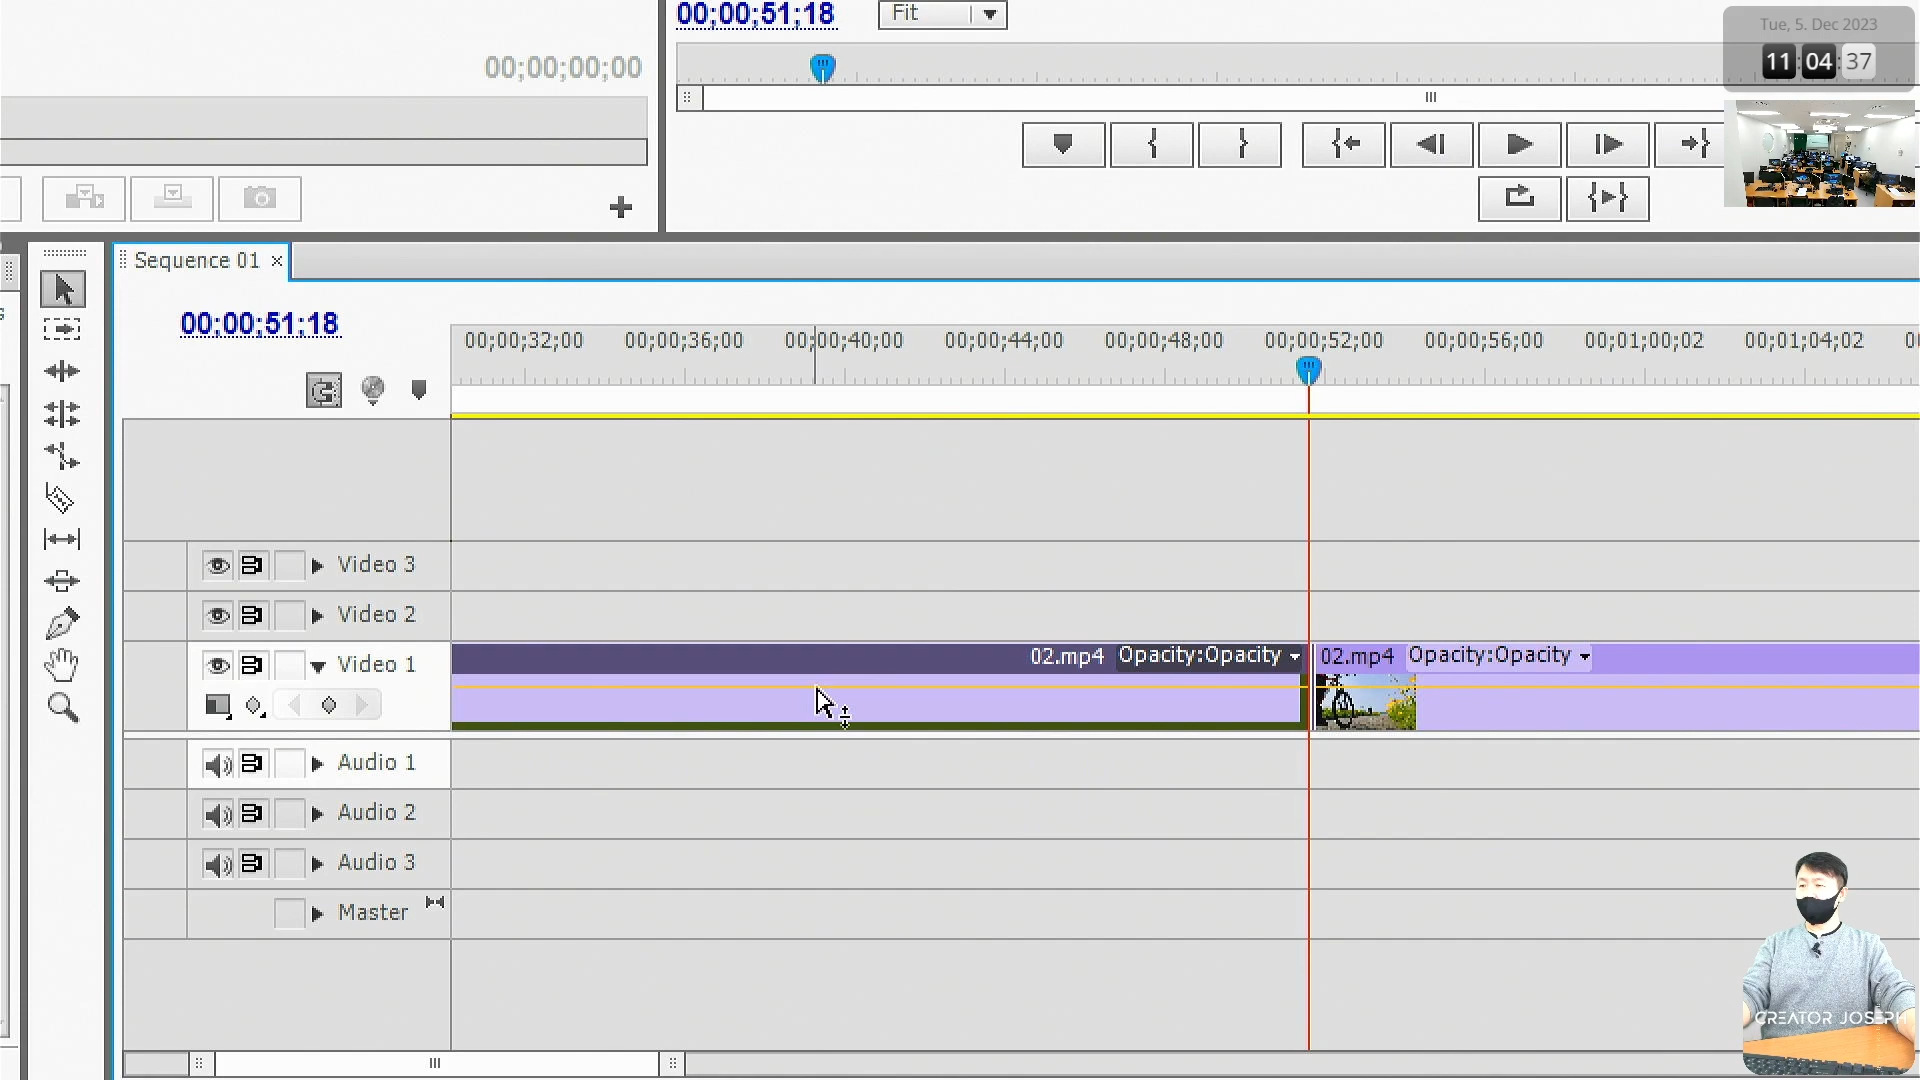 00;00;51;18
Fit
Tue, 5. Dec 2023
11:04:37
00;00;00;00
Sequence 01
00;00;51;18
00;00;32;00 00;00;36;00 00;00;40;00 00;00;44;00 00;00;48;00 00;00;52;00 00;00;56;00 00;01;00;02 00;01;04;02
Video 3
Video 2
Video 1
02.mp4 Opacity:Opacity 02.mp4 Opacity:Opacity
Audio 1
Audio 2
Audio 3
Master
CREATOR JOSEPH